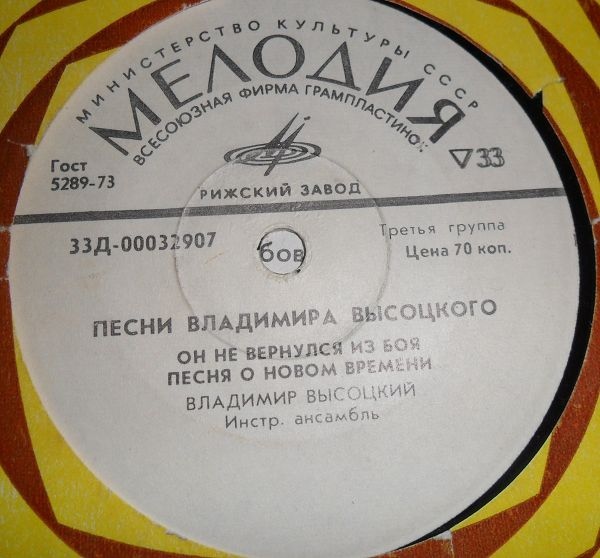 МИНИСТЕРСТВО КУЛЬТУРЫ СССР
МЕЛОДИЯ
ВСЕСОЮЗНАЯ ФИРМА ГРАМПЛАСТИНОК
Гост
5289-73
33
РИЖСКИЙ ЗАВОД
33Д-00032907
бов
Третья группа
Цена 70 коп.
ПЕСНИ ВЛАДИМИРА ВЫСОЦКОГО
ОН НЕ ВЕРНУЛСЯ ИЗ БОЯ
ПЕСНЯ О НОВОМ ВРЕМЕНИ
ВЛАДИМИР ВЫСОЦКИЙ
Инстр. ансамбль